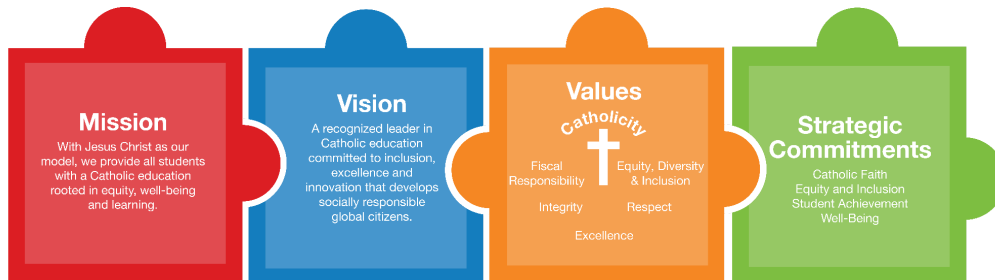 Mission
With Jesus Christ as our
model, we provide all students
with a Catholic education
rooted in equity, well-being
and learning.
Vision
A recognized leader in
Catholic education
committed to inclusion,
excellence and
innovation that develops
socially responsible
global citizens.
Values
Catholicity
Fiscal
Responsibility
Equity, Diversity
& Inclusion
Integrity
Respect
Excellence
Strategic
Commitments
Catholic Faith
Equity and Inclusion
Student Achievement
Well-Being